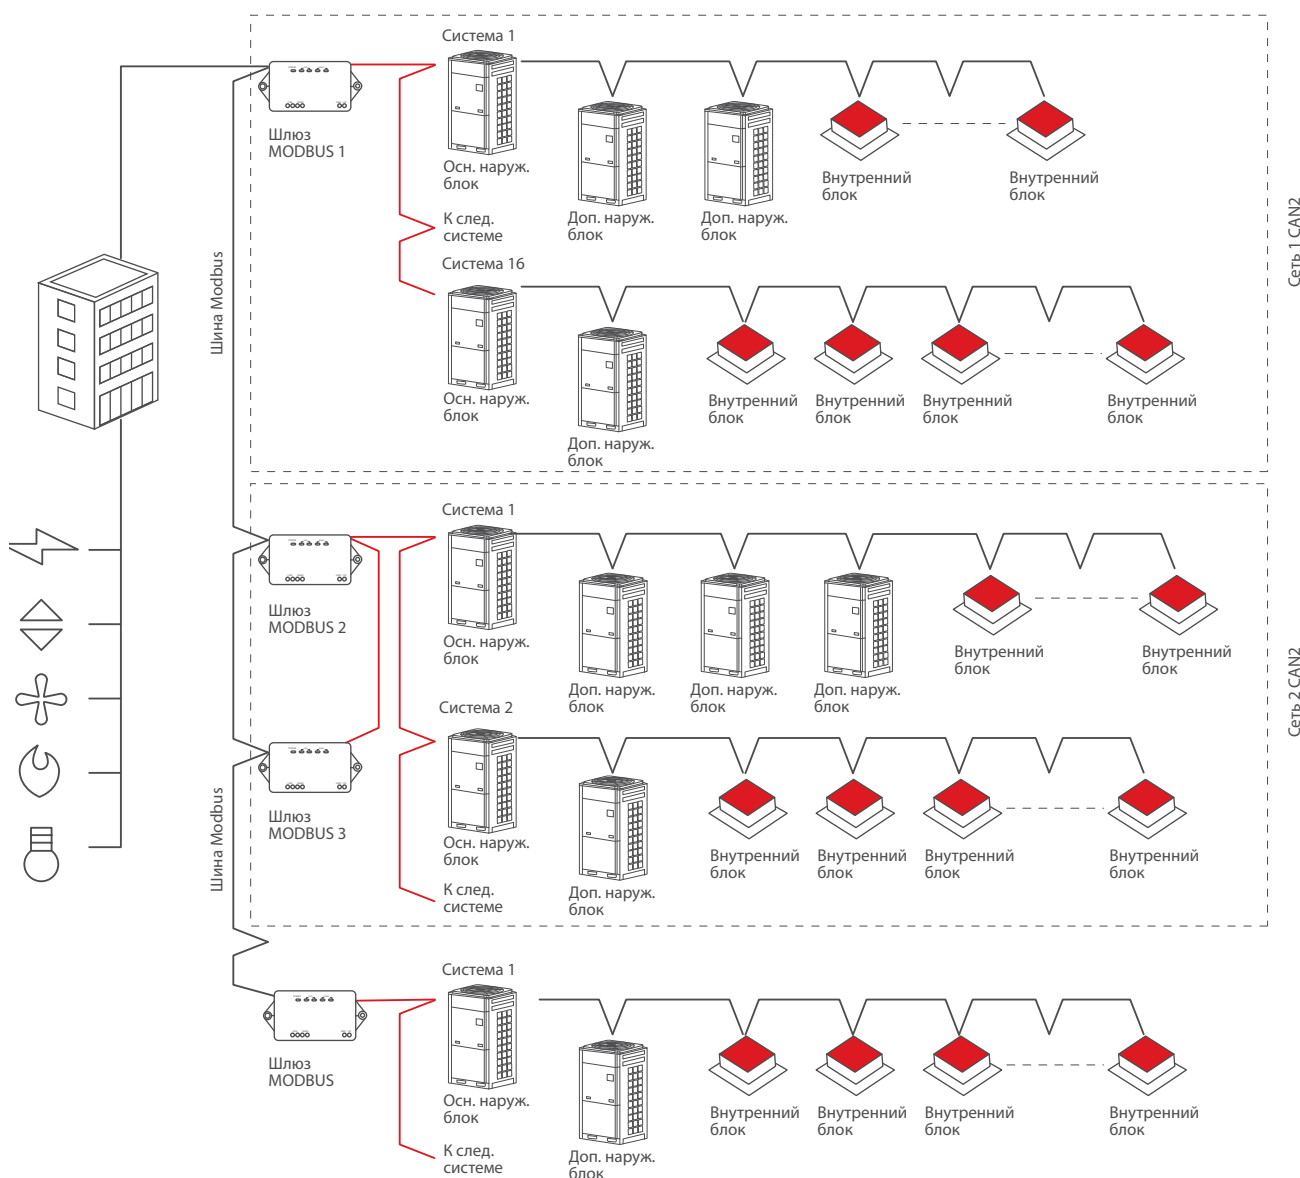 Система 1
Шлюз
MODBUS 1
Осн. наруж.
блок
Доп. наруж.
блок
Доп. наруж.
блок
Внутренний
блок
Внутренний
блок
К след.
системе
Сеть 1 CAN2
Шина Modbus
Система 16
Осн. наруж.
блок
Доп. наруж.
блок
Внутренний
блок
Внутренний
блок
Внутренний
блок
Внутренний
блок
Система 1
Шлюз
MODBUS 2
Осн. наруж.
блок
Доп. наруж.
блок
Доп. наруж.
блок
Доп. наруж.
блок
Внутренний
блок
Внутренний
блок
Сеть 2 CAN2
Система 2
Шлюз
MODBUS 3
Шина Modbus
Осн. наруж.
блок
Доп. наруж.
блок
Внутренний
блок
Внутренний
блок
Внутренний
блок
Внутренний
блок
К след.
системе
Система 1
Шлюз
MODBUS
Осн. наруж.
блок
Доп. наруж.
блок
Внутренний
блок
Внутренний
блок
Внутренний
блок
Внутренний
блок
К след.
системе